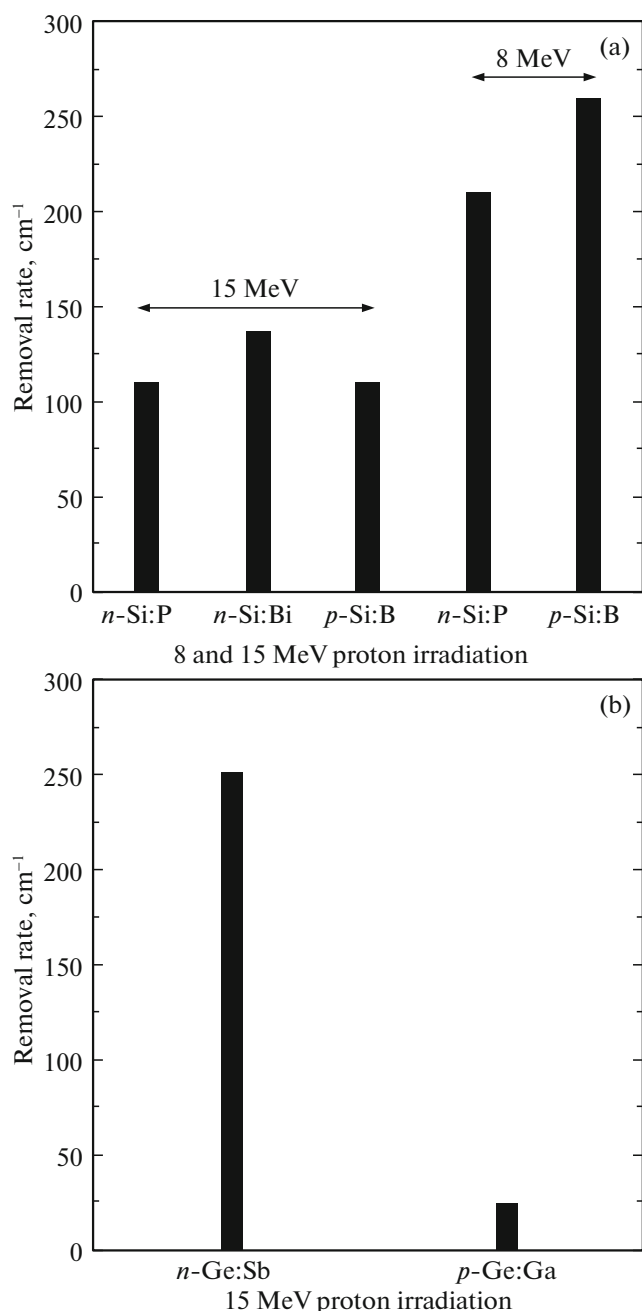 (a)
300
8 MeV
250
200
15 MeV
150
100
50
0
Removal rate, cm⁻¹
n-Si:P n-Si:Bi p-Si:B n-Si:P p-Si:B
8 and 15 MeV proton irradiation
(b)
300
250
200
150
100
50
0
Removal rate, cm⁻¹
n-Ge:Sb p-Ge:Ga
15 MeV proton irradiation